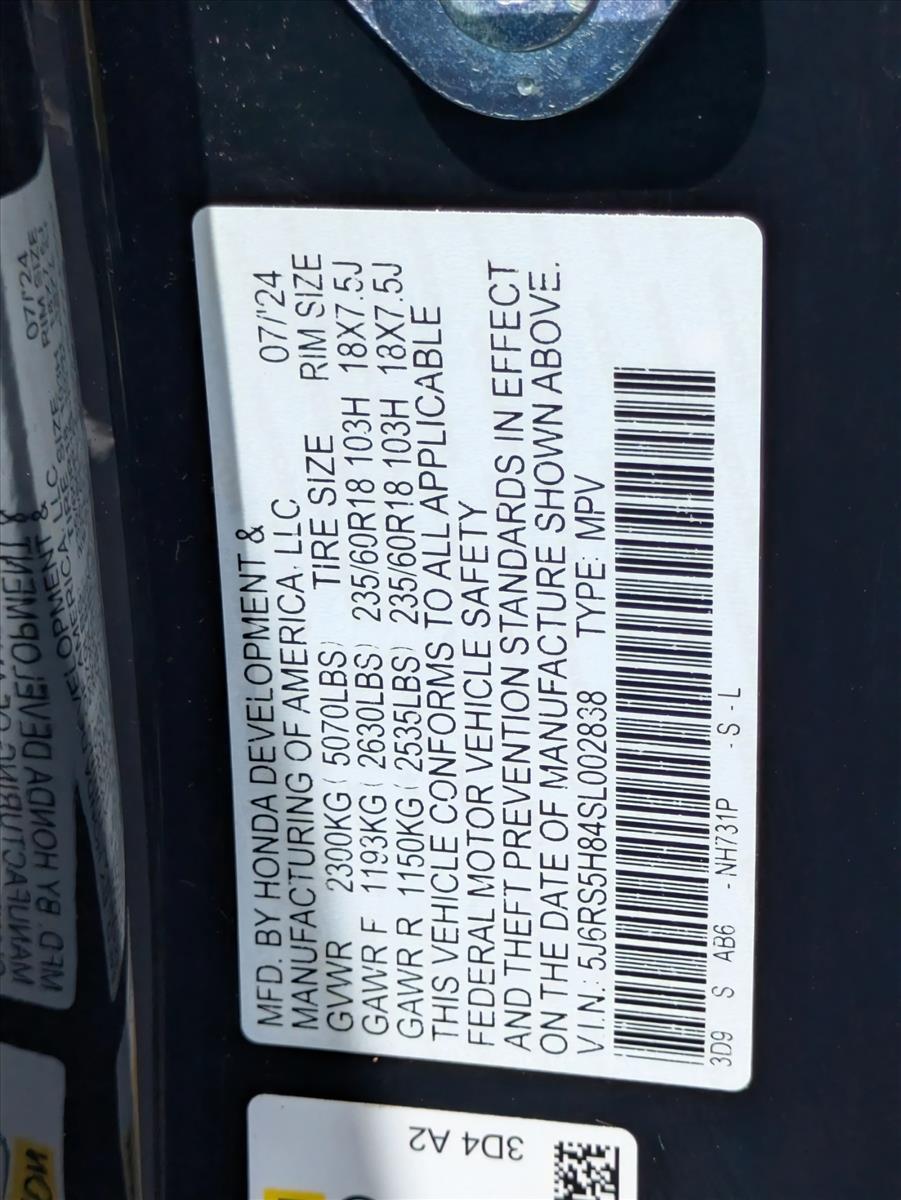 MFD. BY HONDA DEVELOPMENT & 07/'24
MANUFACTURING OF AMERICA, LLC
TIRE SIZE RIM SIZE
GVWR 2300KG ( 5070LBS)
GAWR F 1193KG ( 2630LBS) 235/60R18 103H 18X7.5J
GAWR R 1150KG ( 2535LBS) 235/60R18 103H 18X7.5J
THIS VEHICLE CONFORMS TO ALL APPLICABLE
FEDERAL MOTOR VEHICLE SAFETY
AND THEFT PREVENTION STANDARDS IN EFFECT
ON THE DATE OF MANUFACTURE SHOWN ABOVE.
V.I.N.: 5J6RS5H84SL002838 TYPE: MPV
3D9 S AB6 - NH731P - S - L
3D4 A2